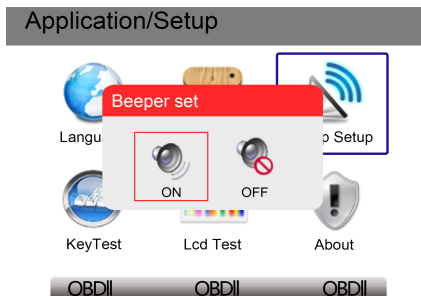 Application/Setup
Beeper set
Langu
p Setup
ON
OFF
KeyTest
Lcd Test
About
OBDII
OBDII
OBDII